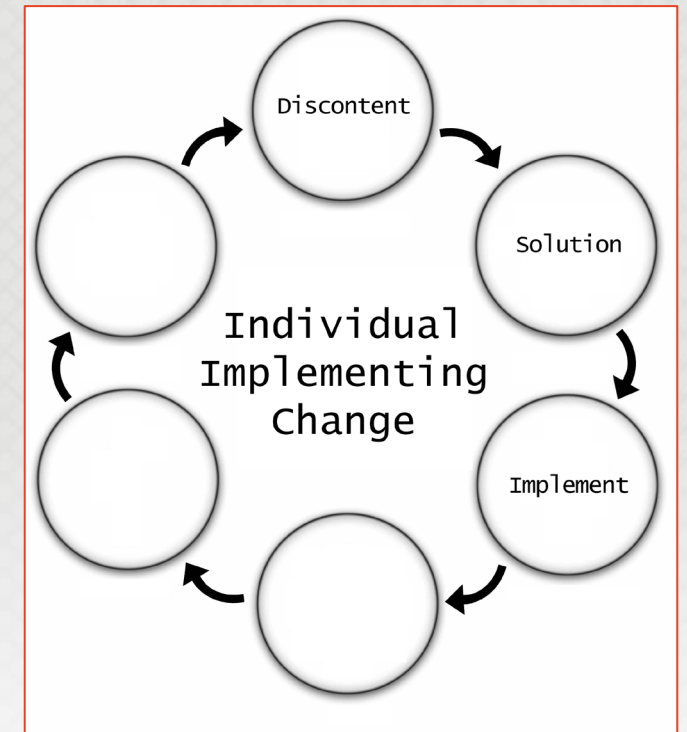 Discontent
Solution
Individual
Implementing
Change
Implement